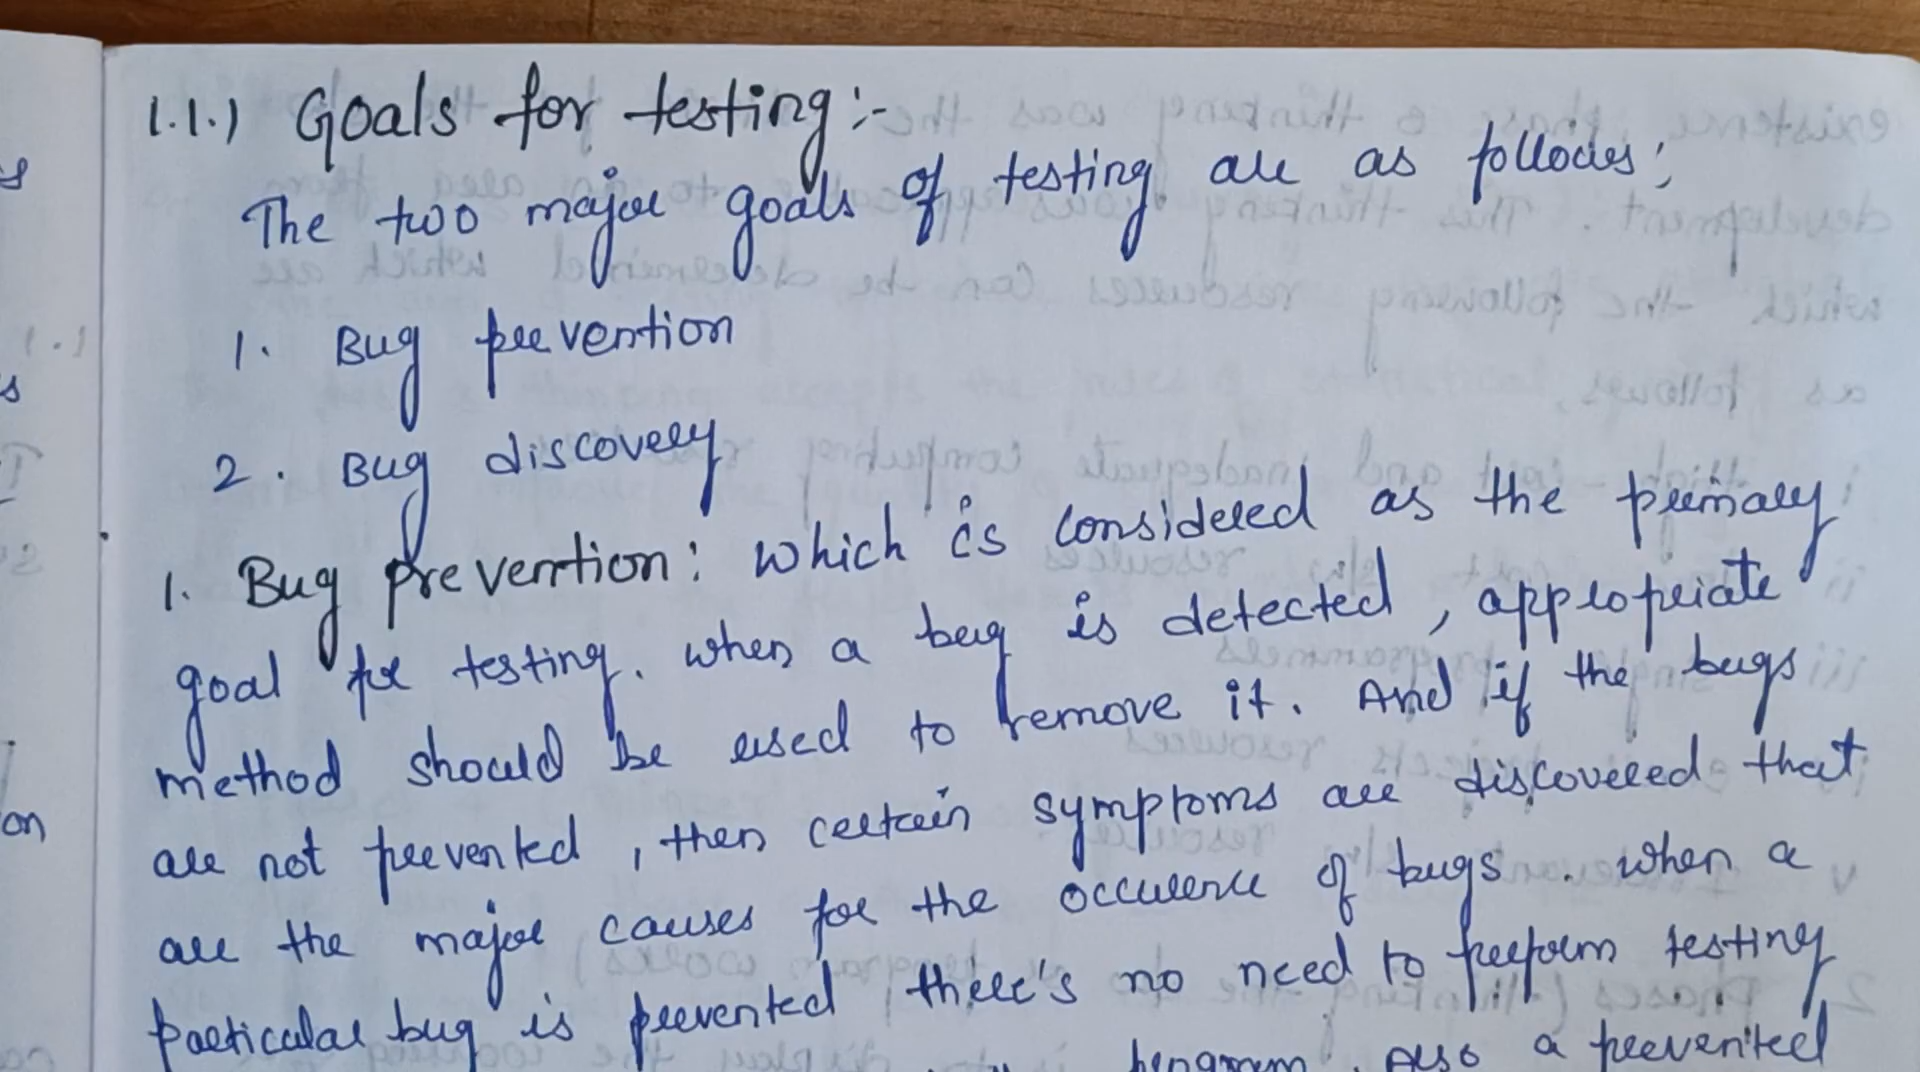 1.1.) Goals for testing:-
The two major goals of testing are as follows;
1. Bug prevention
2. Bug discovery
1. Bug prevention: which is considered as the primary
goal for testing. when a bug is detected, appropriate
method should be used to remove it. And if the bugs
are not prevented, then certain symptoms are discovered that
are the major causes for the occurence of bugs. when a
particular bug is prevented there's no need to perform testing
program. Also a prevented